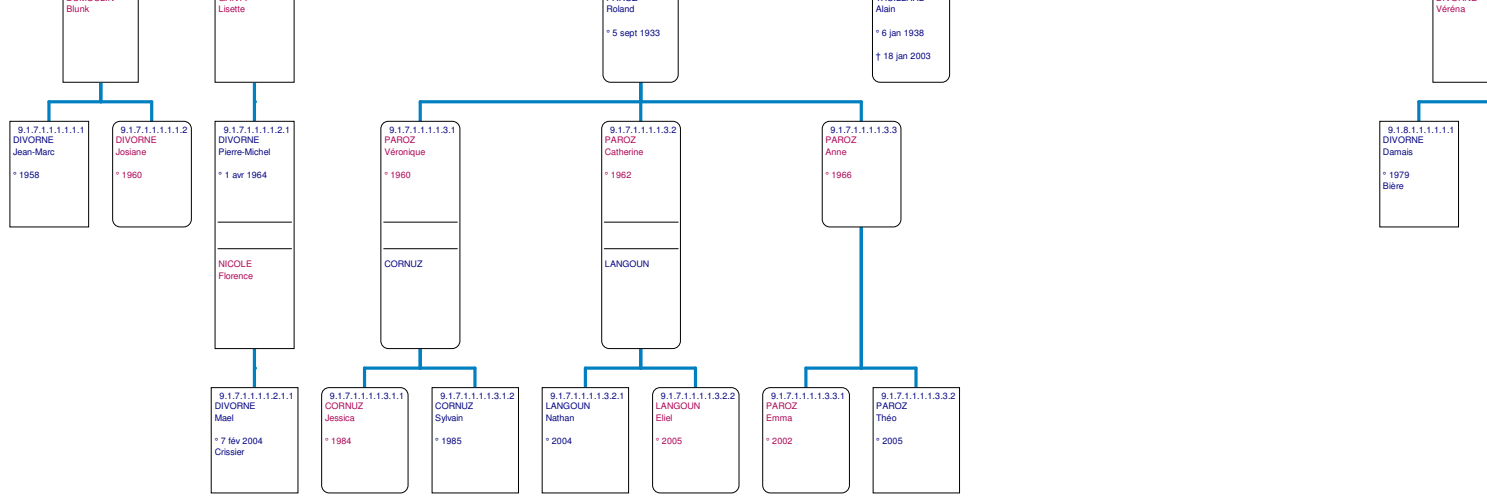 Blunk
Lisette
Roland
° 5 sept 1933
Alain
° 6 jan 1938
† 18 jan 2003
Véréna
9.1.7.1.1.1.1.1.1
DIVORNE
Jean-Marc
° 1958
9.1.7.1.1.1.1.1.2
DIVORNE
Josiane
° 1960
9.1.7.1.1.1.1.2.1
DIVORNE
Pierre-Michel
° 1 avr 1964
NICOLE
Florence
9.1.7.1.1.1.1.3.1
PAROZ
Véronique
° 1960
CORNUZ
9.1.7.1.1.1.1.3.2
PAROZ
Catherine
° 1962
LANGOUN
9.1.7.1.1.1.1.3.3
PAROZ
Anne
° 1966
9.1.8.1.1.1.1.1.1
DIVORNE
Damais
° 1979
Bière
9.1.7.1.1.1.1.2.1.1
DIVORNE
Mael
° 7 fév 2004
Crissier
9.1.7.1.1.1.1.3.1.1
CORNUZ
Jessica
° 1984
9.1.7.1.1.1.1.3.1.2
CORNUZ
Sylvain
° 1985
9.1.7.1.1.1.1.3.2.1
LANGOUN
Nathan
° 2004
9.1.7.1.1.1.1.3.2.2
LANGOUN
Eliel
° 2005
9.1.7.1.1.1.1.3.3.1
PAROZ
Emma
° 2002
9.1.7.1.1.1.1.3.3.2
PAROZ
Théo
° 2005